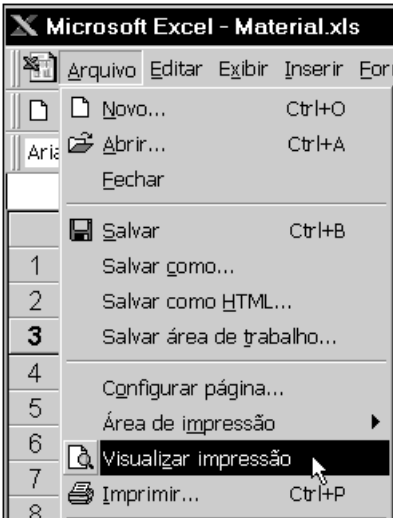 Microsoft Excel - Material.xls
Arquivo Editar Exibir Inserir
Novo... Ctrl+O
Abrir... Ctrl+A
Fechar
Salvar Ctrl+B
1 Salvar como...
2 Salvar como HTML...
3 Salvar área de trabalho...
4
Configurar página...
5
Área de impressão
6
Visualizar impressão
7
Imprimir... Ctrl+P
8